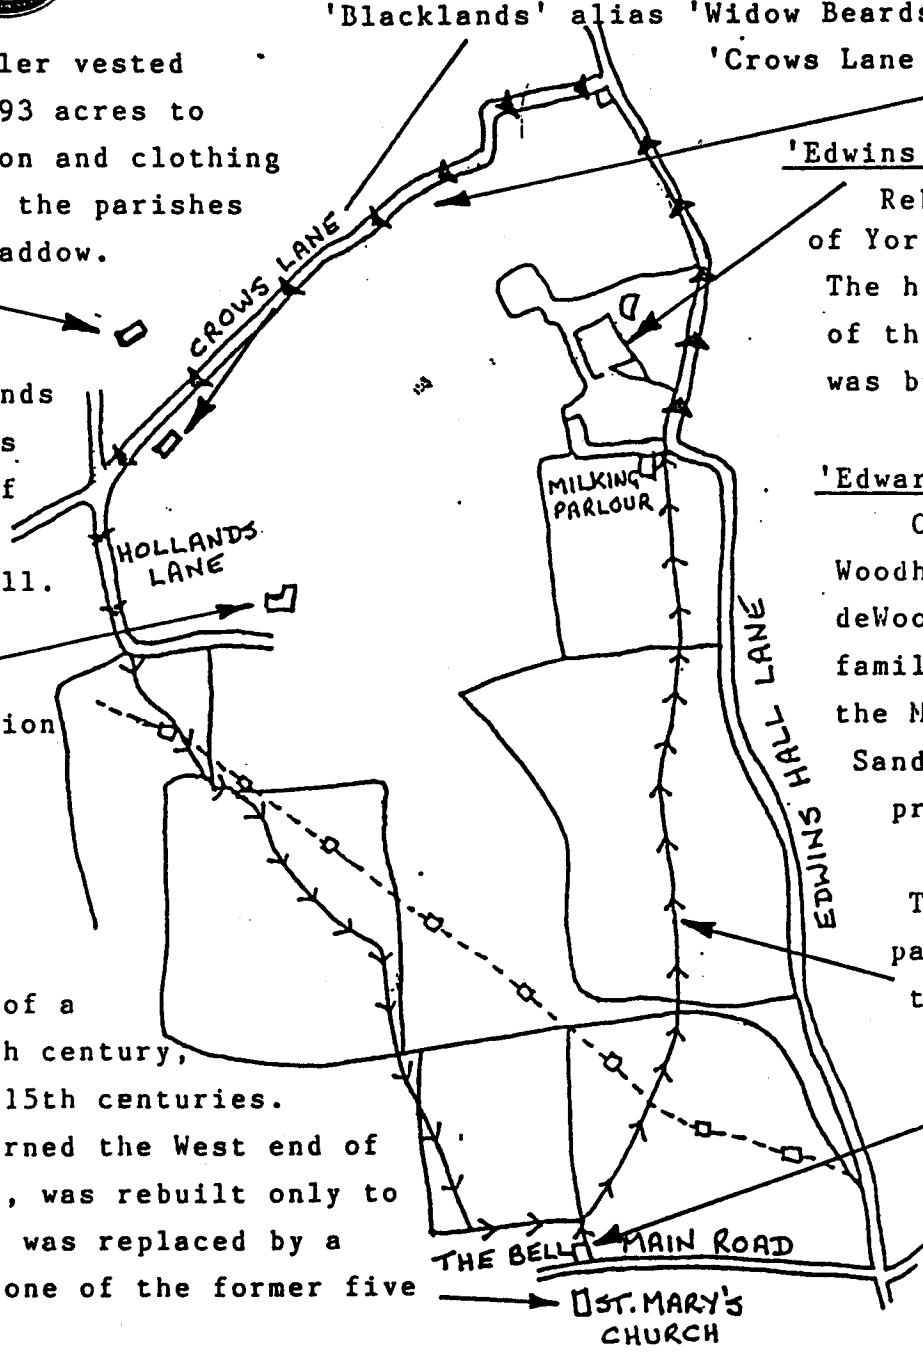 'Blacklands' alias 'Widow Beards
'Crows Lane
ler vested
93 acres to
on and clothing
the parishes
addow.
'Edwins
Reb
of Yor
The h
of th
was b
CROWS LANE
nds
s
f
ll.
ion
HOLLANDS
LANE
MILKING
PARLOUR
'Edwar
O
Woodh
deWoo
famil
the M
Sand
pr
EDWINS HALL LANE
T
pa
t
of a
h century,
15th centuries.
rned the West end of
, was rebuilt only to
was replaced by a
one of the former five
THE BELL
MAIN ROAD
ST. MARY'S
CHURCH